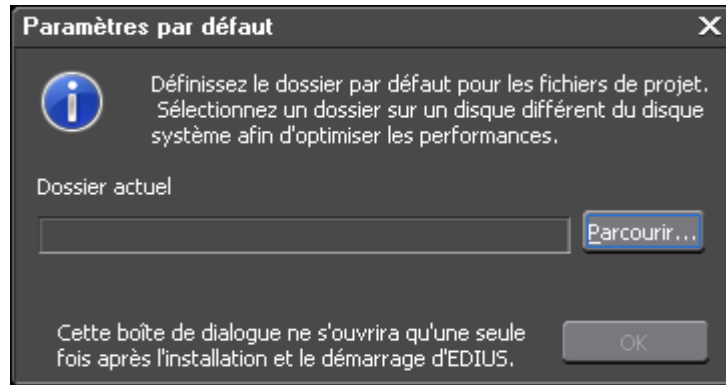 Paramètres par défaut
Définissez le dossier par défaut pour les fichiers de projet.
Sélectionnez un dossier sur un disque différent du disque
système afin d'optimiser les performances.
Dossier actuel
Parcourir...
Cette boîte de dialogue ne s'ouvrira qu'une seule
fois après l'installation et le démarrage d'EDIUS.
OK